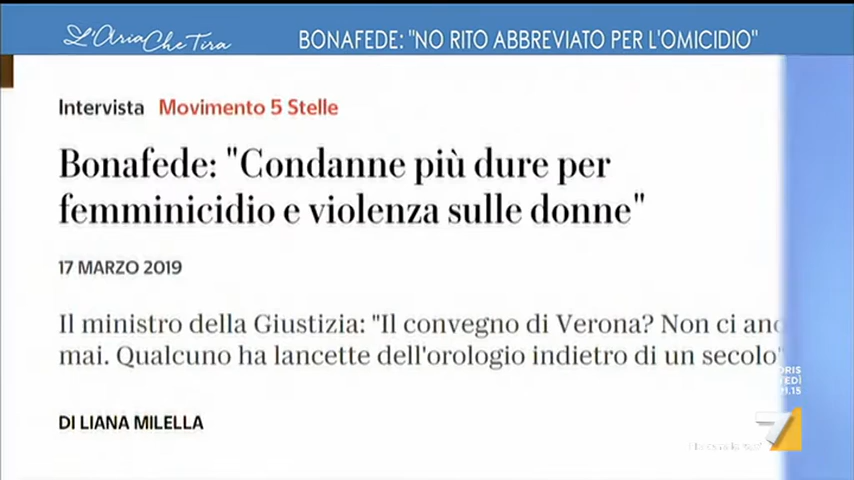 L'Aria Che Tira
BONAFEDE: "NO RITO ABBREVIATO PER L'OMICIDIO"
Intervista Movimento 5 Stelle
Bonafede: "Condanne più dure per
femminicidio e violenza sulle donne"
17 MARZO 2019
Il ministro della Giustizia: "Il convegno di Verona? Non ci
mai. Qualcuno ha lancette dell'orologio indietro di un secolo"
DI LIANA MILELLA
7